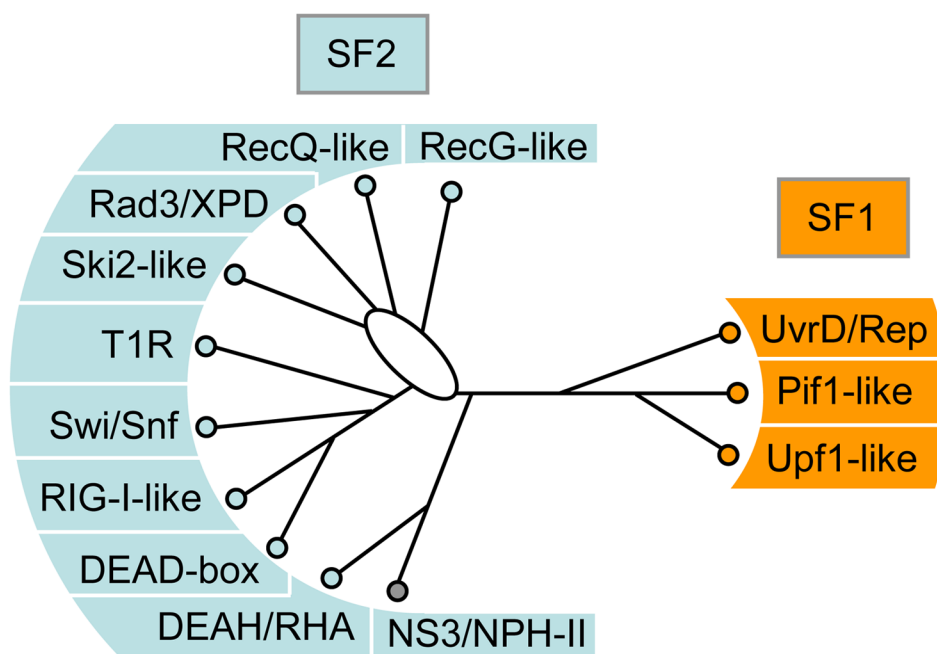 SF2
RecQ-like
RecG-like
Rad3/XPD
Ski2-like
T1R
Swi/Snf
RIG-I-like
DEAD-box
DEAH/RHA
NS3/NPH-II
SF1
UvrD/Rep
Pif1-like
Upf1-like